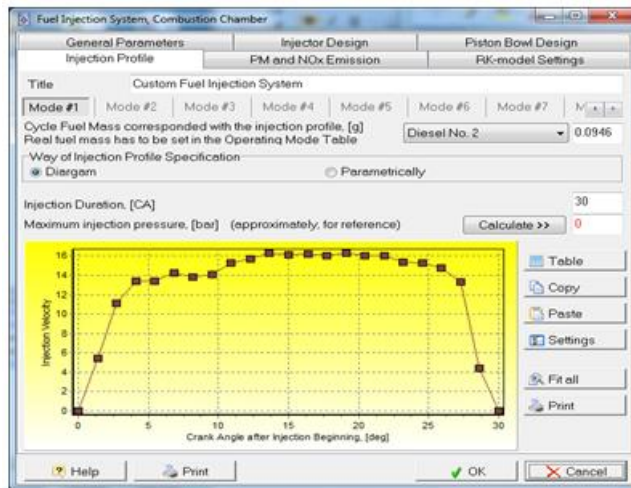 Fuel Injection System, Combustion Chamber
General Parameters Injector Design Piston Bowl Design
Injection Profile PM and NOx Emission RK-model Settings
Title Custom Fuel Injection System
Mode #1 Mode #2 Mode #3 Mode #4 Mode #5 Mode #6 Mode #7 M
Cycle Fuel Mass corresponded with the injection profile, [g]
Real fuel mass has to be set in the Operating Mode Table
Diesel No. 2 0.0946
Way of Injection Profile Specification
Diargam Parametrically
Injection Duration, [CA] 30
Maximum injection pressure, [bar] (approximately, for reference) Calculate >> 0
Table
Copy
Paste
Settings
Fit all
Print
Injection Velocity
16
14
12
10
8
6
4
2
0
0 5 10 15 20 25 30
Crank Angle after Injection Beginning, [deg]
Help Print OK Cancel